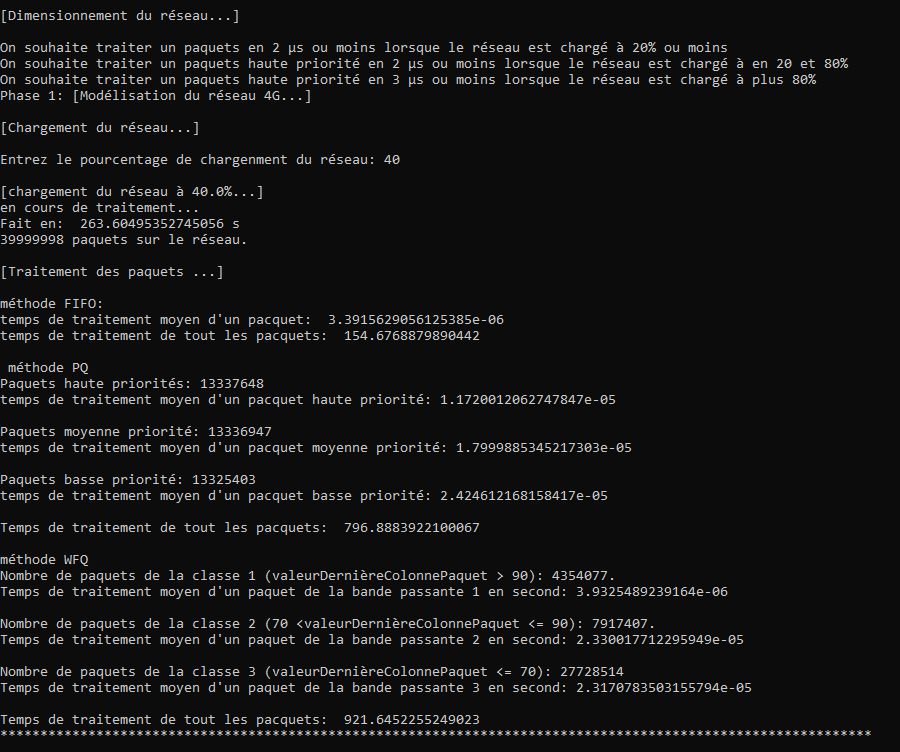 [Dimensionnement du réseau...]
On souhaite traiter un paquets en 2 µs ou moins lorsque le réseau est chargé à 20% ou moins
On souhaite traiter un paquets haute priorité en 2 µs ou moins lorsque le réseau est chargé à en 20 et 80%
On souhaite traiter un paquets haute priorité en 3 µs ou moins lorsque le réseau est chargé à plus 80%
Phase 1: [Modélisation du réseau 4G...]
[Chargement du réseau...]
Entrez le pourcentage de chargenment du réseau: 40
[chargement du réseau à 40.0%...]
en cours de traitement...
Fait en:  263.60495352745056 s
39999998 paquets sur le réseau.
[Traitement des paquets ...]
méthode FIFO:
temps de traitement moyen d'un pacquet:  3.3915629056125385e-06
temps de traitement de tout les pacquets:  154.6768879890442
méthode PQ
Paquets haute priorités: 13337648
temps de traitement moyen d'un pacquet haute priorité: 1.1720012062747847e-05
Paquets moyenne priorité: 13336947
temps de traitement moyen d'un pacquet moyenne priorité: 1.7999885345217303e-05
Paquets basse priorité: 13325403
temps de traitement moyen d'un pacquet basse priorité: 2.424612168158417e-05
Temps de traitement de tout les pacquets:  796.8883922100067
méthode WFQ
Nombre de paquets de la classe 1 (valeurDernièreColonnePaquet > 90): 4354077.
Temps de traitement moyen d'un paquet de la bande passante 1 en second: 3.9325489239164e-06
Nombre de paquets de la classe 2 (70 <valeurDernièreColonnePaquet <= 90): 7917407.
Temps de traitement moyen d'un paquet de la bande passante 2 en second: 2.330017712295949e-05
Nombre de paquets de la classe 3 (valeurDernièreColonnePaquet <= 70): 27728514
Temps de traitement moyen d'un paquet de la bande passante 3 en second: 2.3170783503155794e-05
Temps de traitement de tout les pacquets:  921.6452255249023
*************************************************************************************************************